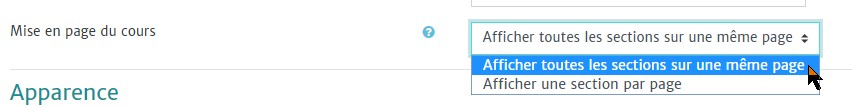 Mise en page du cours
Afficher toutes les sections sur une même page
Afficher toutes les sections sur une même page
Afficher une section par page
Apparence